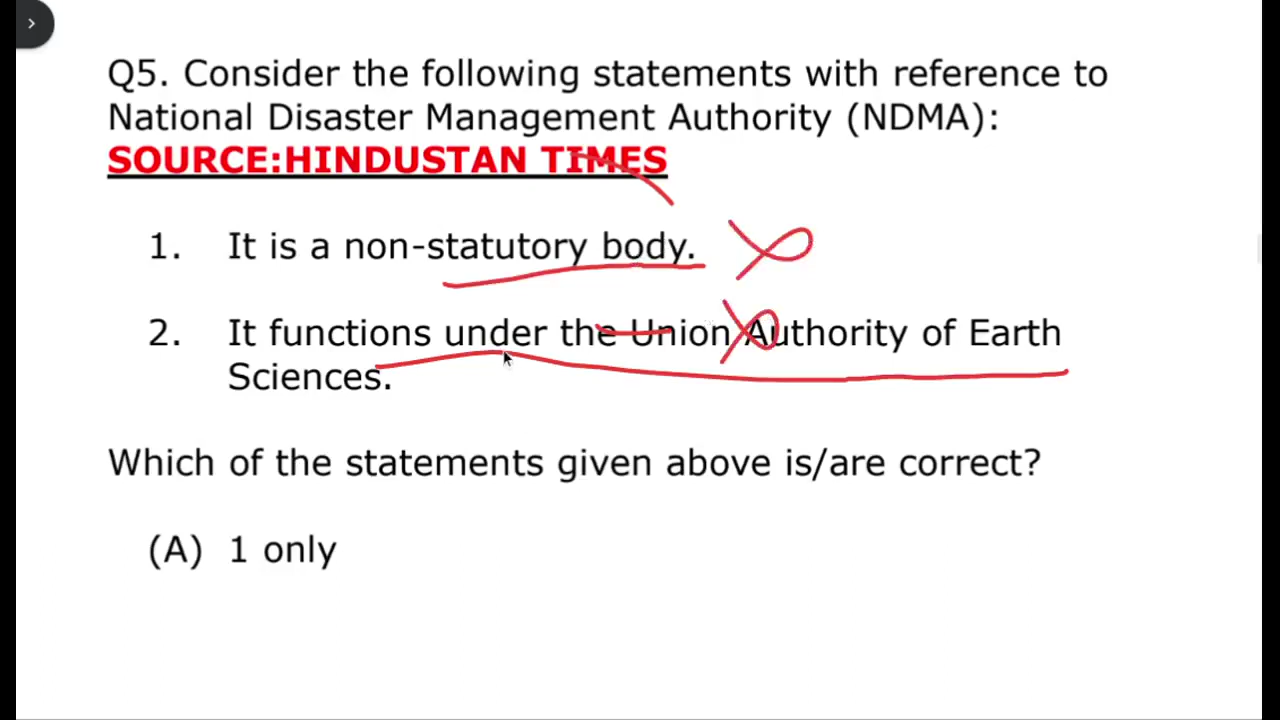 Q5. Consider the following statements with reference to
National Disaster Management Authority (NDMA):
SOURCE:HINDUSTAN TIMES
1. It is a non-statutory body.
2. It functions under the Union Authority of Earth
Sciences.
Which of the statements given above is/are correct?
(A) 1 only